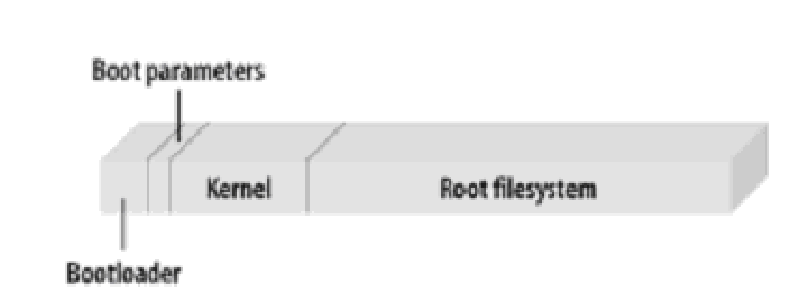 Boot parameters
Kernel
Root filesystem
Bootloader